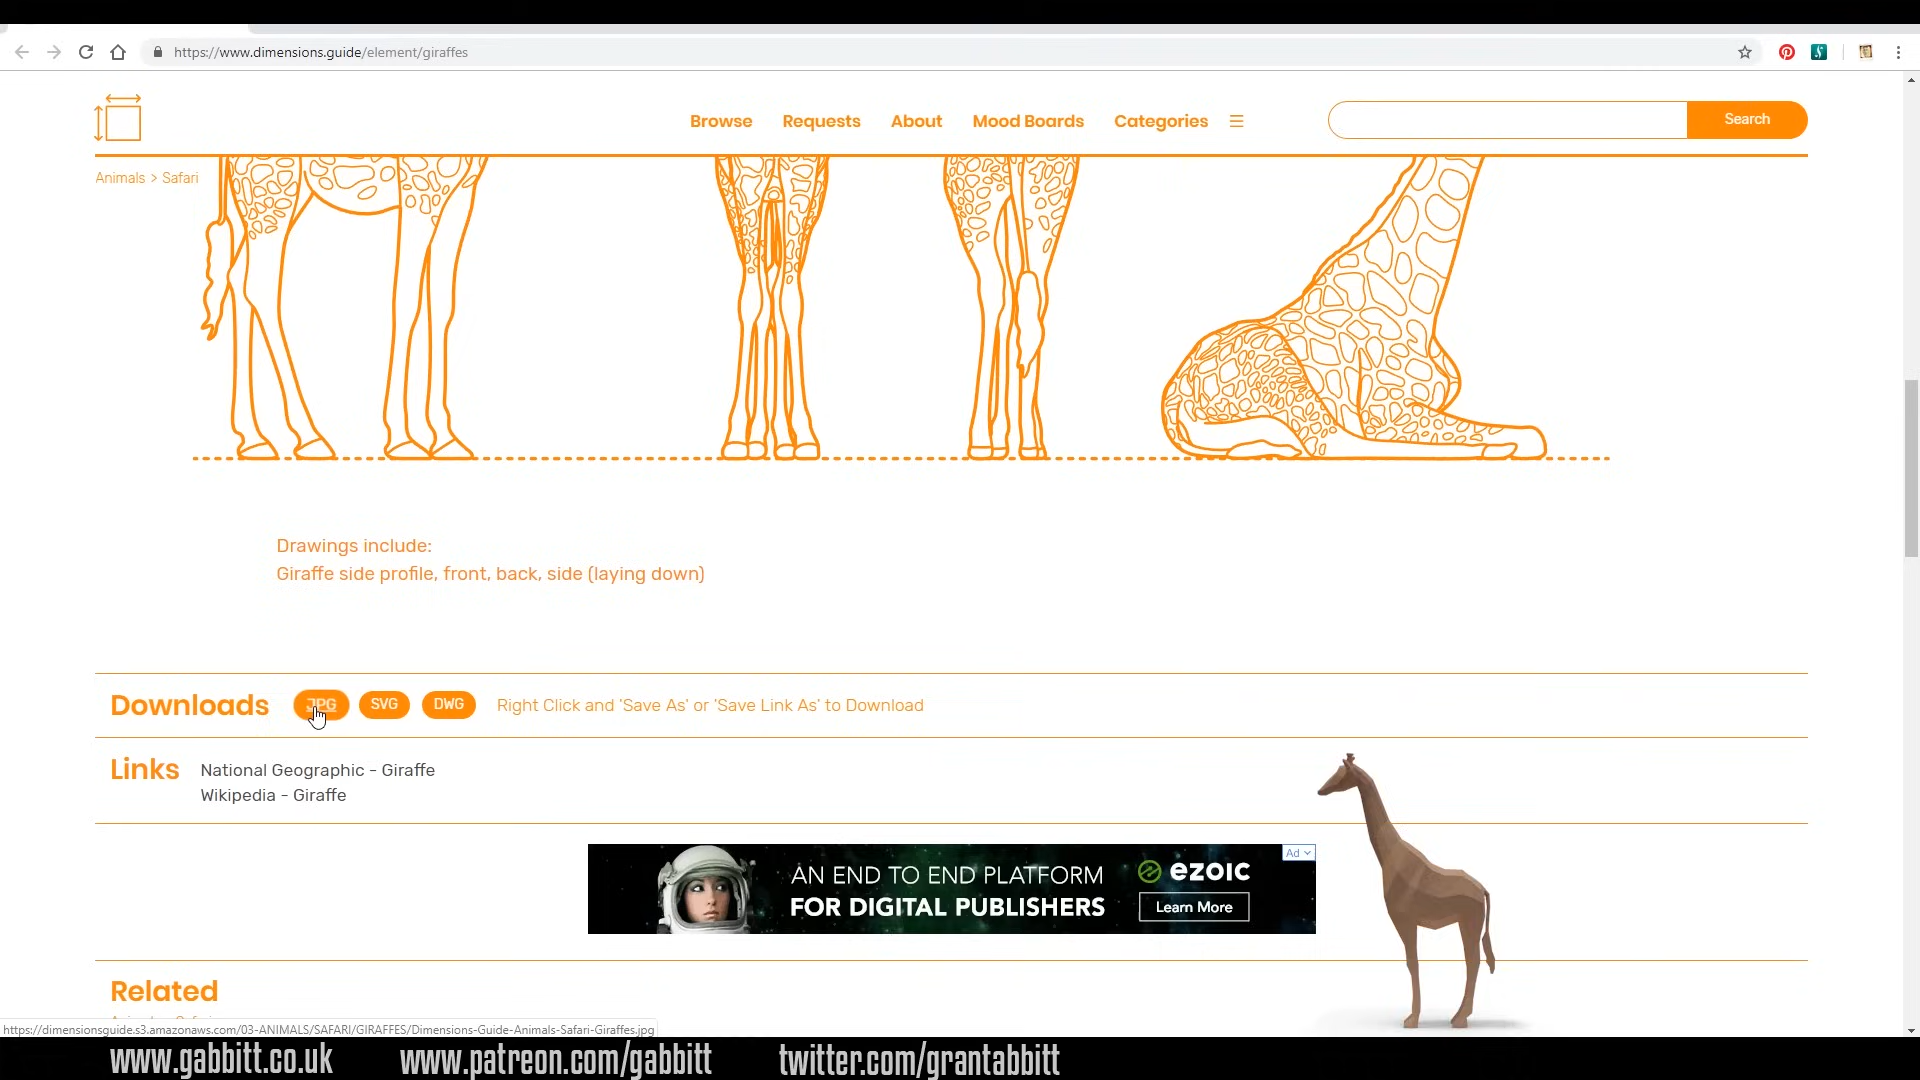 https://www.dimensions.guide/element/giraffes
Browse
Requests
About
Mood Boards
Categories
Search
Animals > Safari
Drawings include:
Giraffe side profile, front, back, side (laying down)
Downloads
JPG
SVG
DWG
Right Click and 'Save As' or 'Save Link As' to Download
Links
National Geographic - Giraffe
Wikipedia - Giraffe
AN END TO END PLATFORM
FOR DIGITAL PUBLISHERS
ezoic
Learn More
Ad
Related
https://dimensionsguide.s3.amazonaws.com/03-ANIMALS/SAFARI/GIRAFFES/Dimensions-Guide-Animals-Safari-Giraffes.jpg
www.gabbitt.co.uk
www.patreon.com/gabbitt
twitter.com/grantabbitt